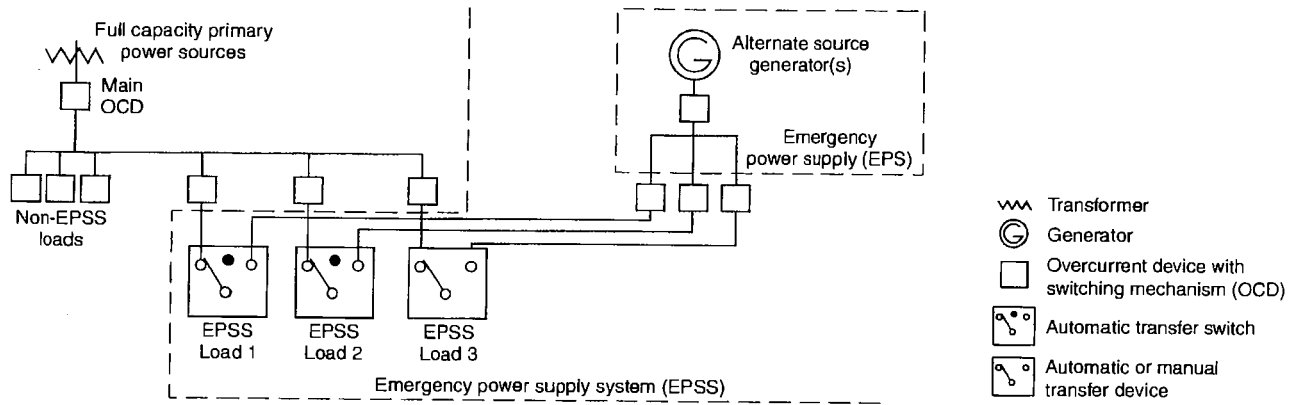 Full capacity primary
power sources
Main
OCD
Non-EPSS
loads
EPSS
Load 1
EPSS
Load 2
EPSS
Load 3
Emergency power supply system (EPSS)
G
Alternate source
generator(s)
Emergency
power supply (EPS)
Transformer
G
Generator
Overcurrent device with
switching mechanism (OCD)
Automatic transfer switch
Automatic or manual
transfer device